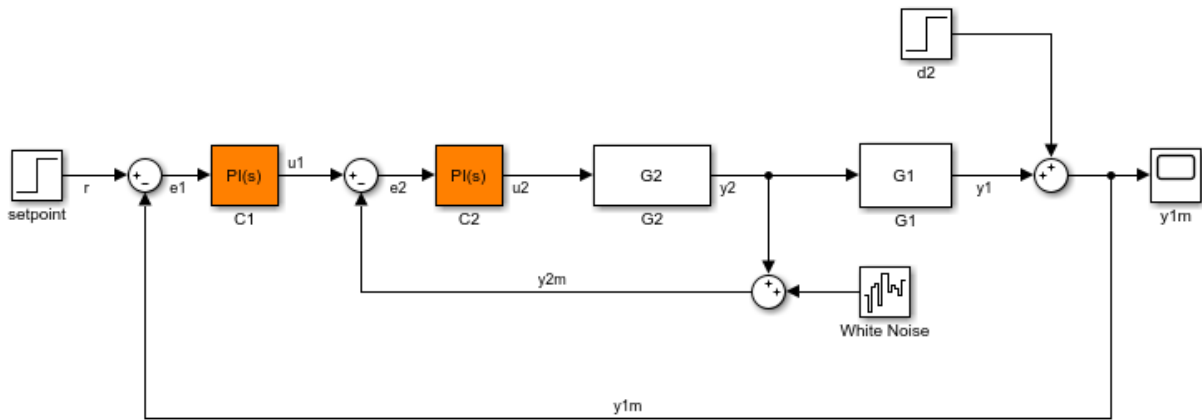 d2
setpoint
r
e1
PI(s)
C1
u1
e2
PI(s)
C2
u2
G2
G2
y2
G1
G1
y1
y1m
y2m
White Noise
y1m